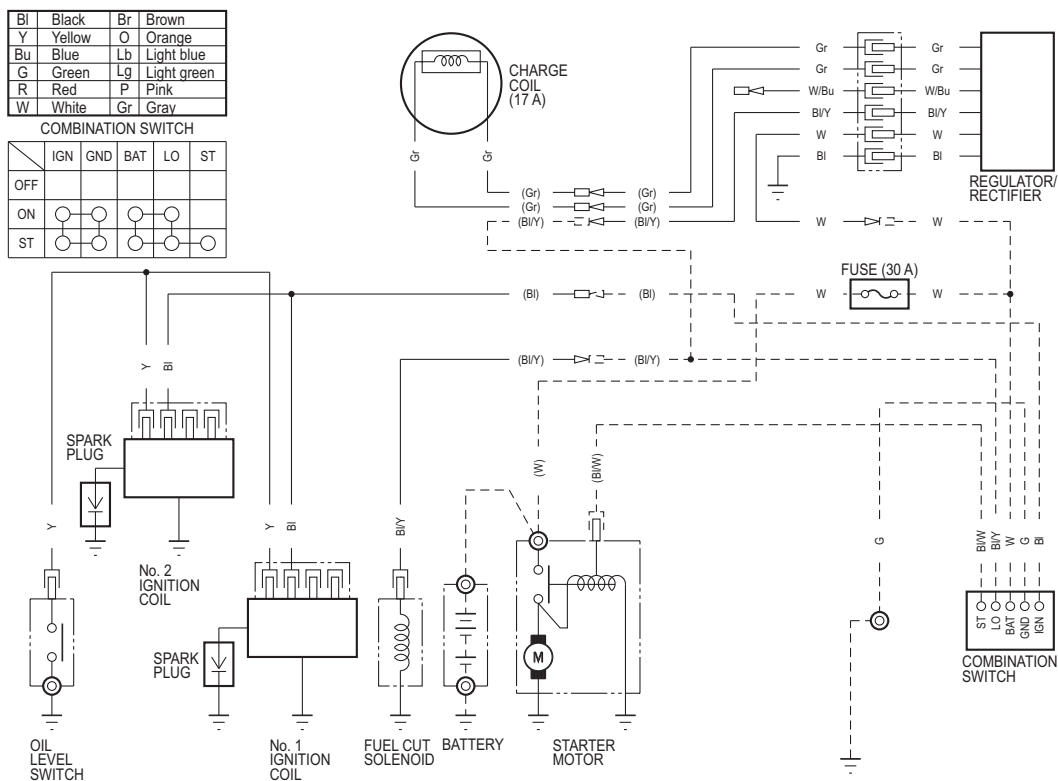 Bl Black Br Brown
Y Yellow O Orange
Bu Blue Lb Light blue
G Green Lg Light green
R Red P Pink
W White Gr Gray
COMBINATION SWITCH
IGN GND BAT LO ST
OFF
ON
ST
CHARGE
COIL
(17 A)
Gr Gr
Gr Gr
Gr Gr
W/Bu W/Bu
Bl/Y Bl/Y
W W
Bl Bl
REGULATOR/
RECTIFIER
(Gr) (Gr)
(Gr) (Gr)
(Bl/Y) (Bl/Y)
W W
FUSE (30 A)
W W
(Bl) (Bl)
(Bl/Y) (Bl/Y)
Y Bl
SPARK
PLUG
No. 2
IGNITION
COIL
Y
Y Bl
Bl/Y
(W)
(Bl/W)
G
Bl/W Bl/Y W G Bl
ST LO BAT GND IGN
COMBINATION
SWITCH
SPARK
PLUG
M
OIL
LEVEL
SWITCH
No. 1
IGNITION
COIL
FUEL CUT
SOLENOID
BATTERY
STARTER
MOTOR